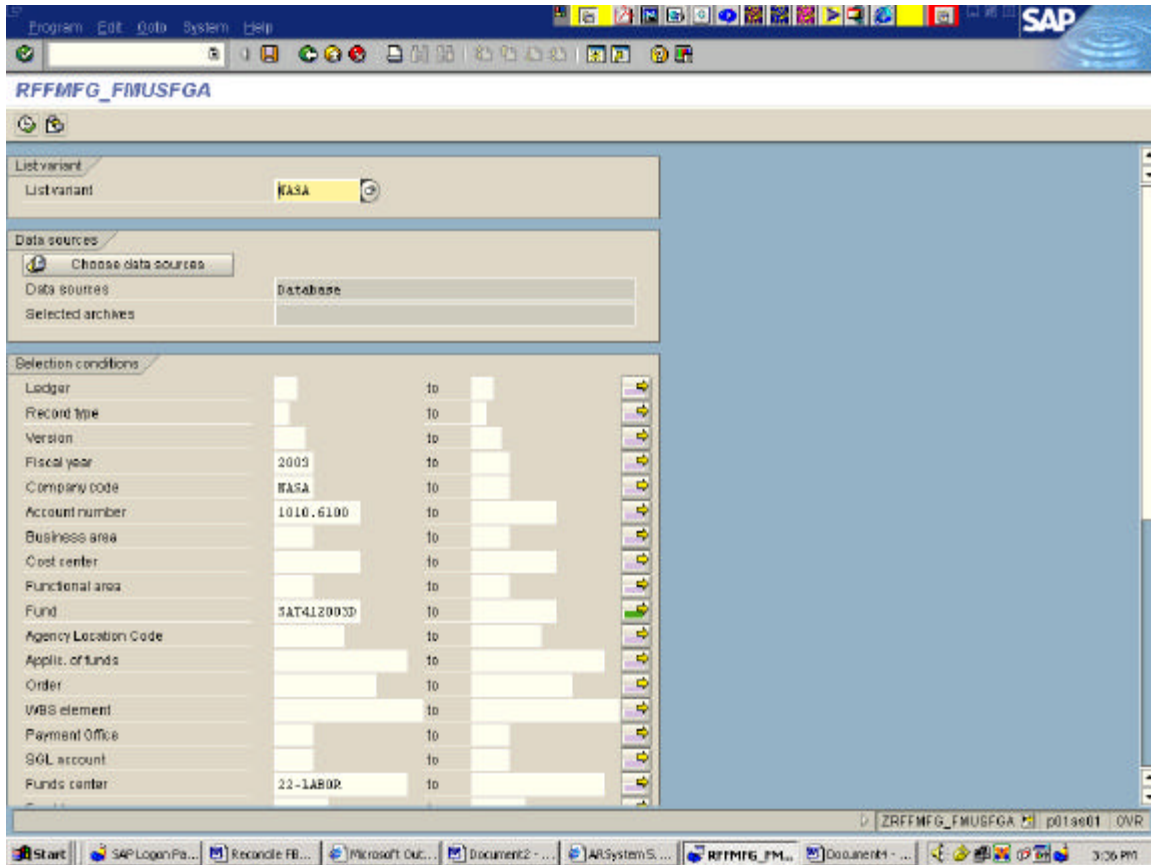 Program Edit Goto System Help
SAP
RFFMFG_FMUSFGA
List variant
List variant NASA
Data sources
Choose data sources
Data sources Database
Selected archives
Selection conditions
Ledger to
Record type to
Version to
Fiscal year 2003 to
Company code NASA to
Account number 1010.6100 to
Business area to
Cost center to
Functional area to
Fund SAT412003D to
Agency Location Code to
Applic. of funds to
Order to
WBS element to
Payment Office to
SGL account to
Funds center 22-LABOR to
ZRFFMFG_FMUSFGA p01as01 OVR
Start SAP Logon Pa... Reconcile FB... Microsoft Out... Document2 - ... ARSystem S. ... RFFMFG_FM... Document4 - ... 3:36 PM